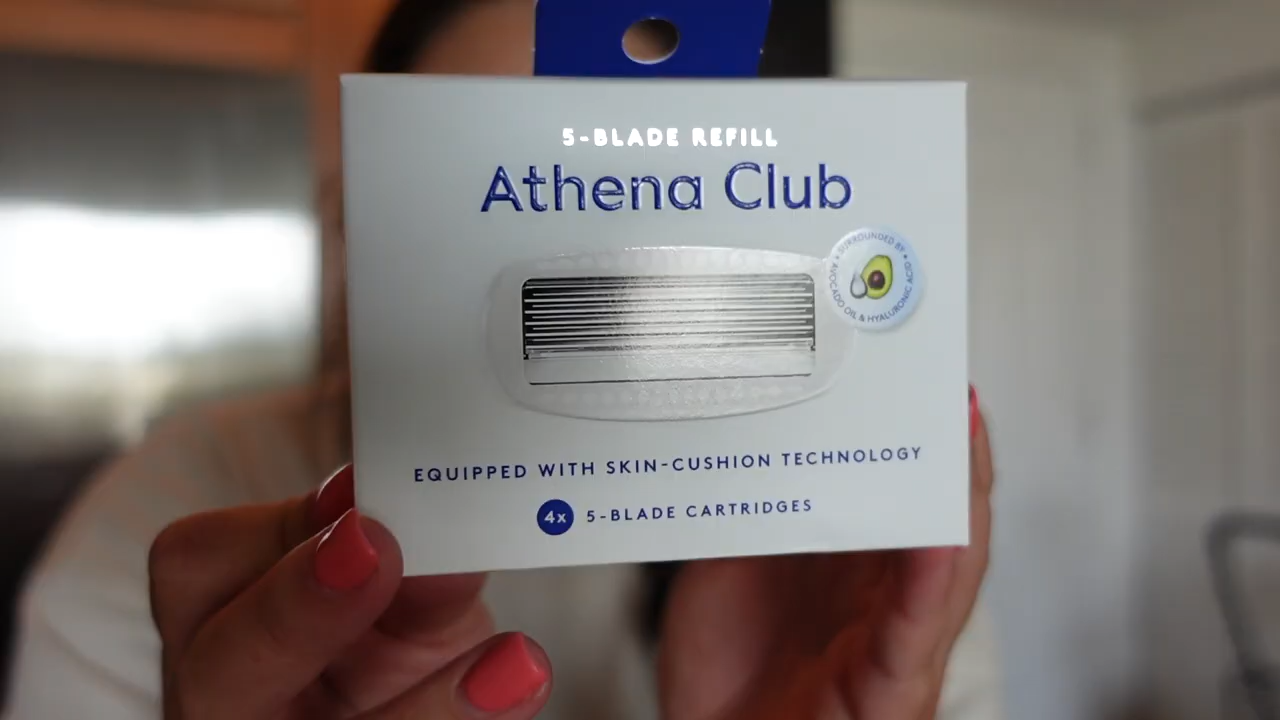 5-BLADE REFILL
Athena Club
SURROUNDED BY • AVOCADO OIL & HYALURONIC ACID •
EQUIPPED WITH SKIN-CUSHION TECHNOLOGY
4x 5-BLADE CARTRIDGES